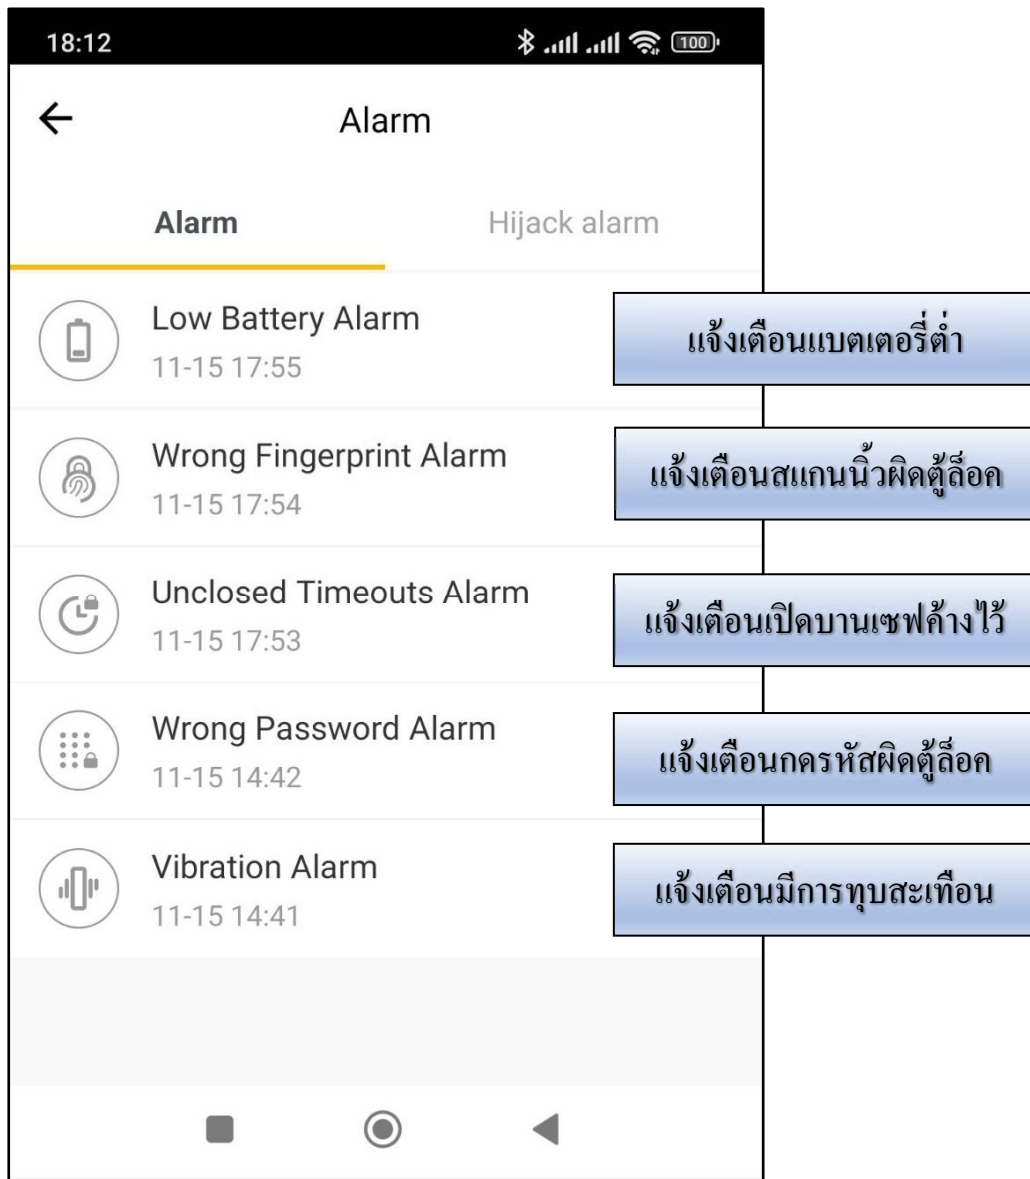 18:12
100
Alarm
Alarm
Hijack alarm
Low Battery Alarm
11-15 17:55
แจ้งเตือนแบตเตอรี่ต่ำ
Wrong Fingerprint Alarm
11-15 17:54
แจ้งเตือนสแกนนิ้วผิดตู้ล็อค
Unclosed Timeouts Alarm
11-15 17:53
แจ้งเตือนเปิดบานเซฟค้างไว้
Wrong Password Alarm
11-15 14:42
แจ้งเตือนกดรหัสผิดตู้ล็อค
Vibration Alarm
11-15 14:41
แจ้งเตือนมีการทุบสะเทือน